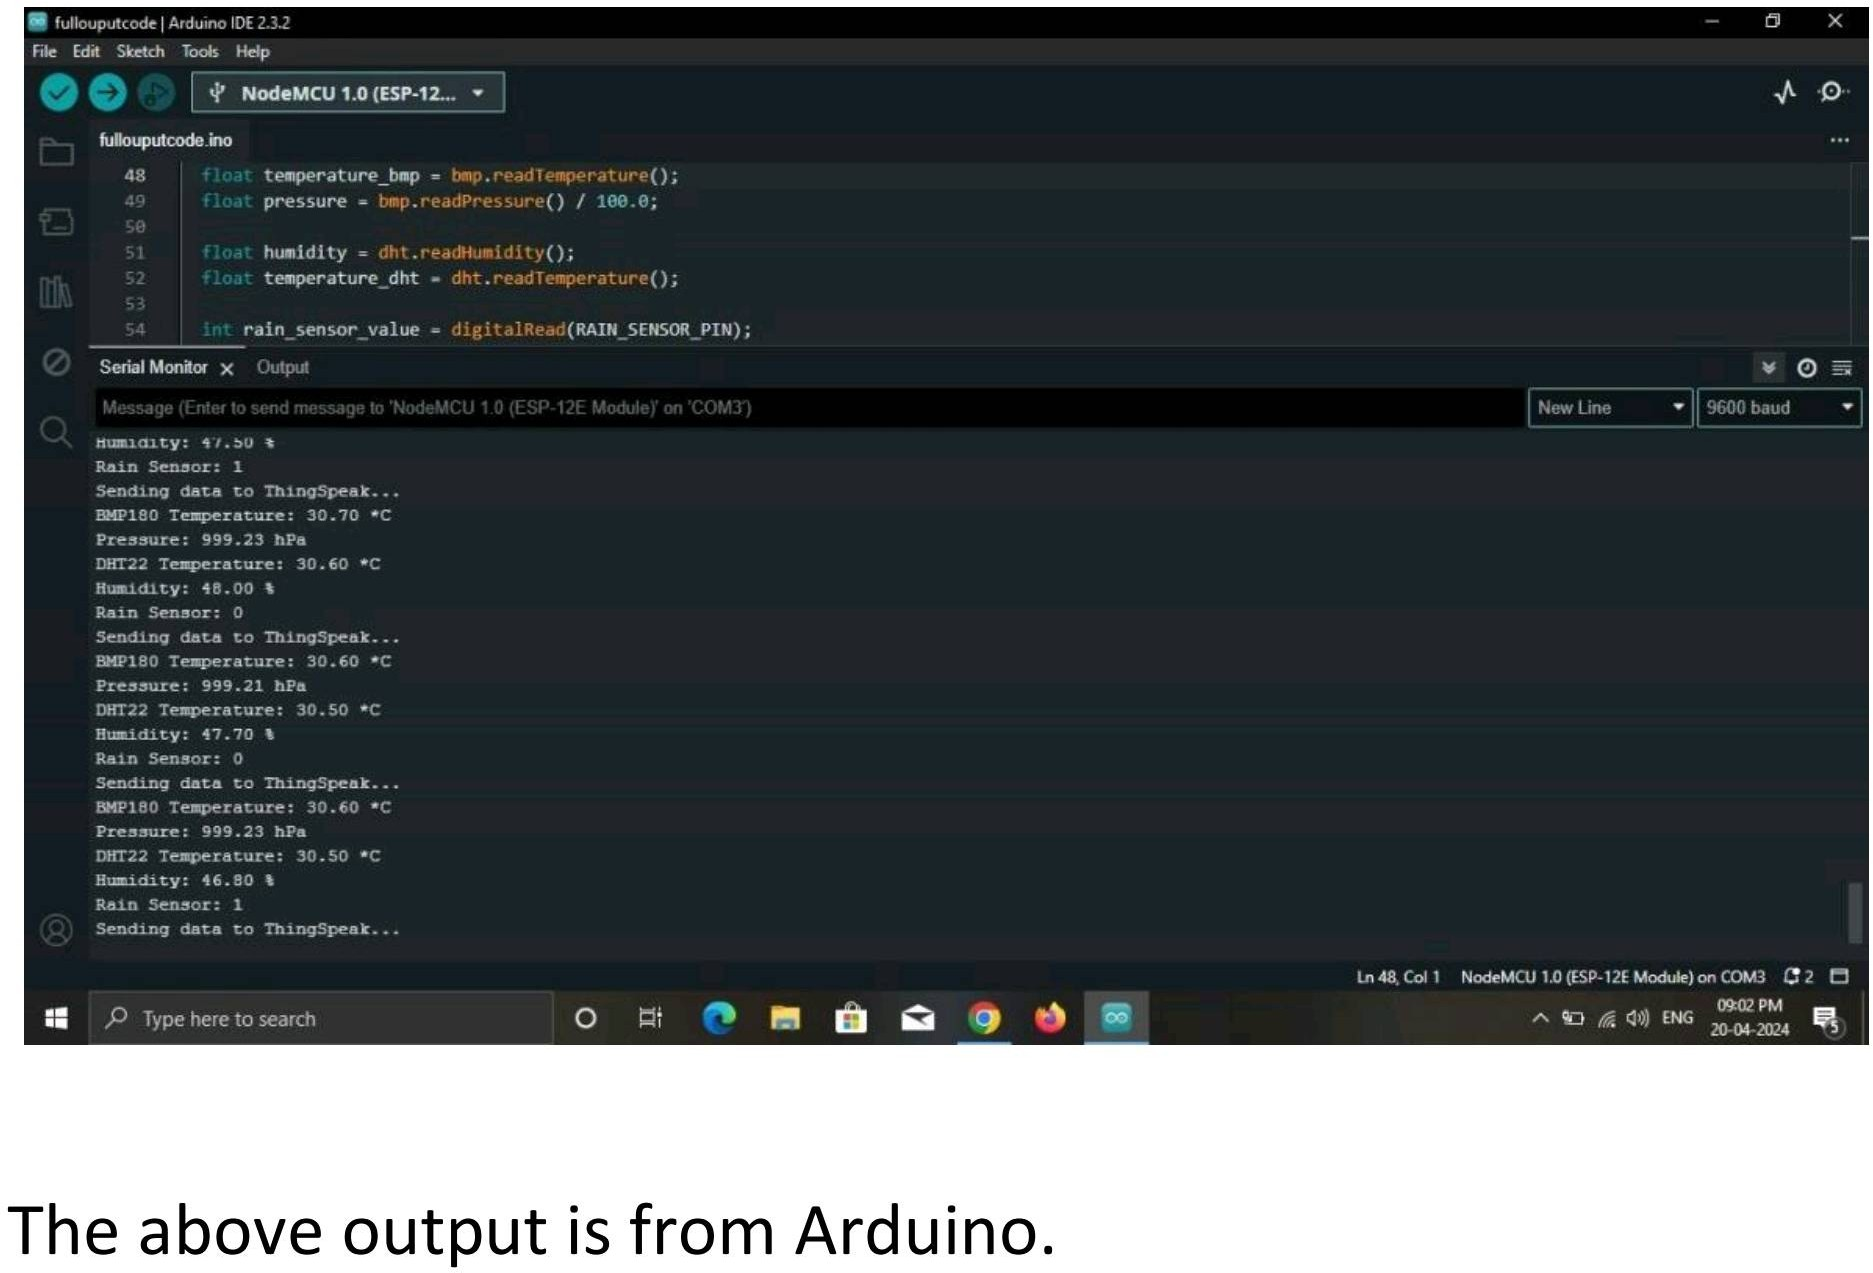 fullouputcode | Arduino IDE 2.3.2
File Edit Sketch Tools Help
NodeMCU 1.0 (ESP-12...
fullouputcode.ino
48 float temperature_bmp = bmp.readTemperature();
49 float pressure = bmp.readPressure() / 100.0;
50
51 float humidity = dht.readHumidity();
52 float temperature_dht = dht.readTemperature();
53
54 int rain_sensor_value = digitalRead(RAIN_SENSOR_PIN);
Serial Monitor Output
Message (Enter to send message to 'NodeMCU 1.0 (ESP-12E Module)' on 'COM3') New Line 9600 baud
Humidity: 47.50 %
Rain Sensor: 1
Sending data to ThingSpeak...
BMP180 Temperature: 30.70 *C
Pressure: 999.23 hPa
DHT22 Temperature: 30.60 *C
Humidity: 48.00 %
Rain Sensor: 0
Sending data to ThingSpeak...
BMP180 Temperature: 30.60 *C
Pressure: 999.21 hPa
DHT22 Temperature: 30.50 *C
Humidity: 47.70 %
Rain Sensor: 0
Sending data to ThingSpeak...
BMP180 Temperature: 30.60 *C
Pressure: 999.23 hPa
DHT22 Temperature: 30.50 *C
Humidity: 46.80 %
Rain Sensor: 1
Sending data to ThingSpeak...
Ln 48, Col 1 NodeMCU 1.0 (ESP-12E Module) on COM3 2
Type here to search ENG 09:02 PM
20-04-2024 5
The above output is from Arduino.